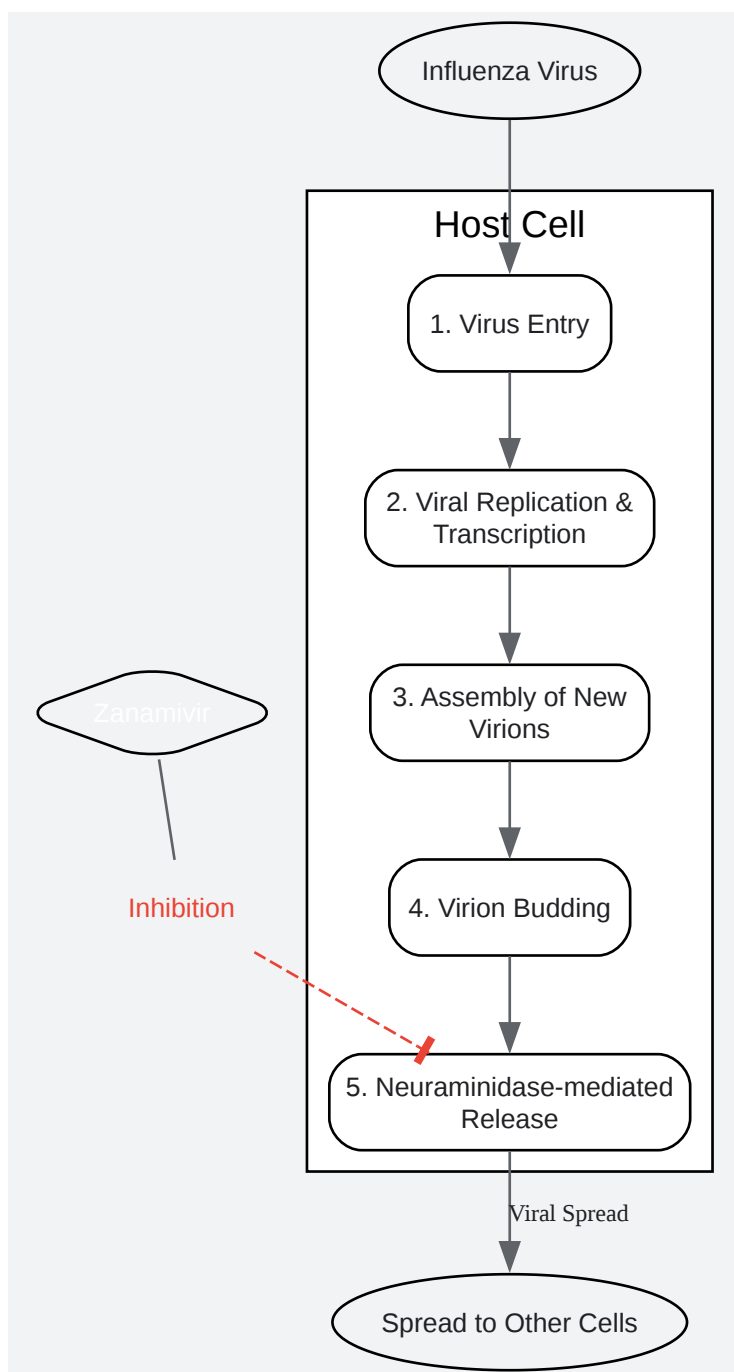 Influenza Virus
Host Cell
1. Virus Entry
2. Viral Replication &
Transcription
Zanamivir
3. Assembly of New
Virions
Inhibition
4. Virion Budding
5. Neuraminidase-mediated
Release
Viral Spread
Spread to Other Cells